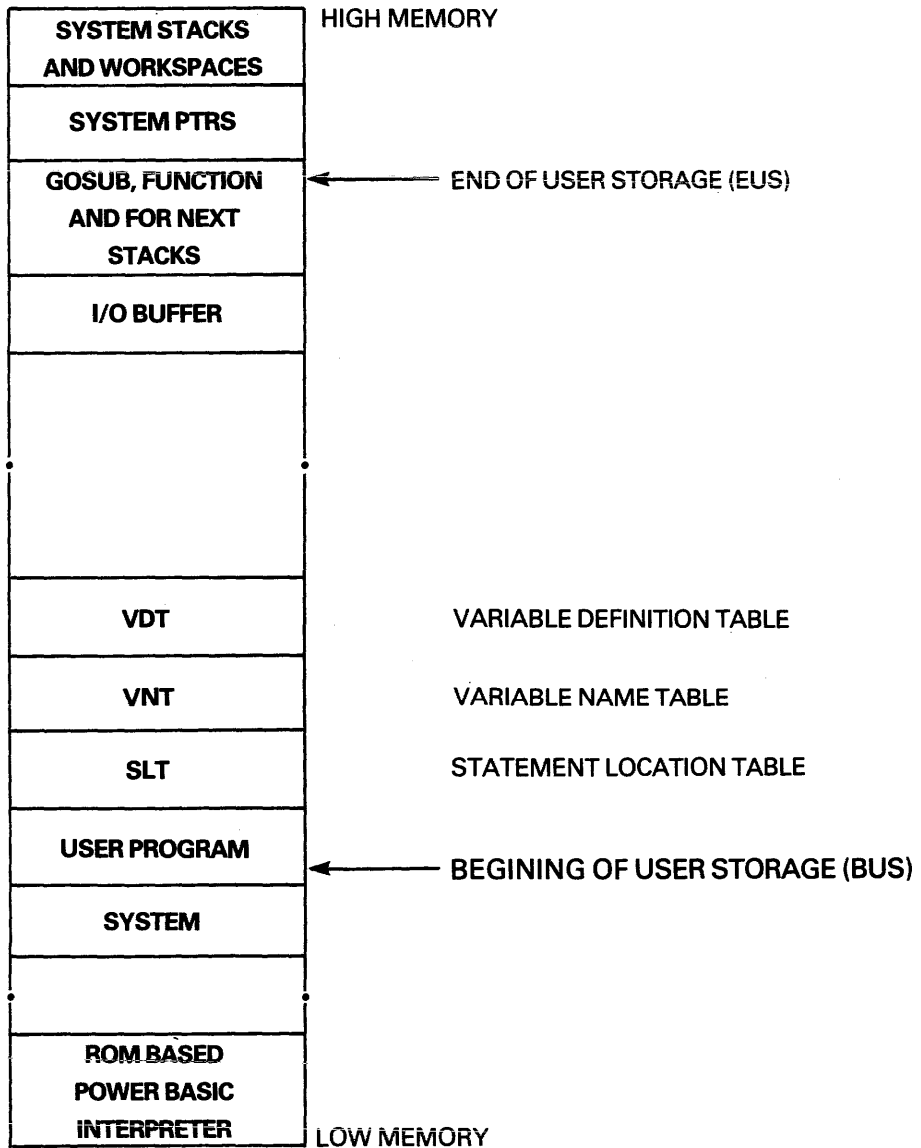 HIGH MEMORY
SYSTEM STACKS
AND WORKSPACES
SYSTEM PTRS
GOSUB, FUNCTION
AND FOR NEXT
STACKS
END OF USER STORAGE (EUS)
I/O BUFFER
VDT
VARIABLE DEFINITION TABLE
VNT
VARIABLE NAME TABLE
SLT
STATEMENT LOCATION TABLE
USER PROGRAM
BEGINING OF USER STORAGE (BUS)
SYSTEM
ROM BASED
POWER BASIC
INTERPRETER
LOW MEMORY